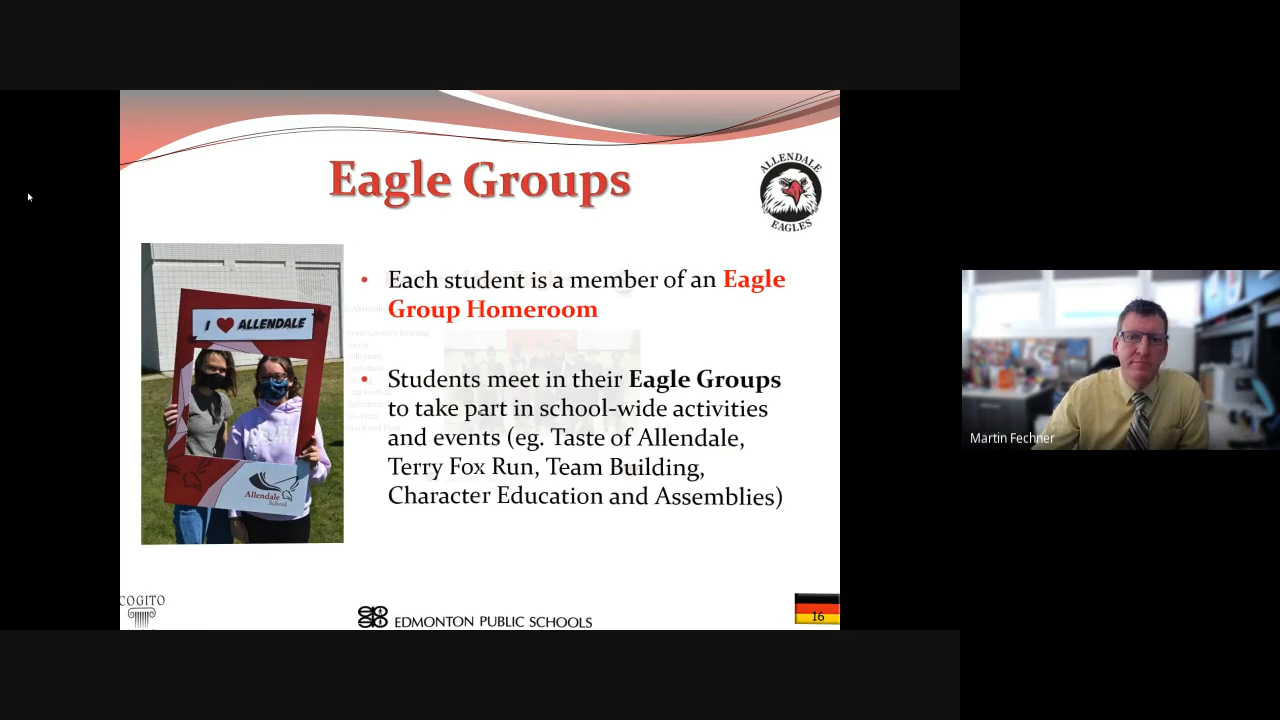 Eagle Groups
ALLENDALE
EAGLES
I ALLENDALE
Allendale
School
• Each student is a member of an Eagle
Group Homeroom
• Students meet in their Eagle Groups
to take part in school-wide activities
and events (eg. Taste of Allendale,
Terry Fox Run, Team Building,
Character Education and Assemblies)
COGITO
EDMONTON PUBLIC SCHOOLS
16
Martin Fechner